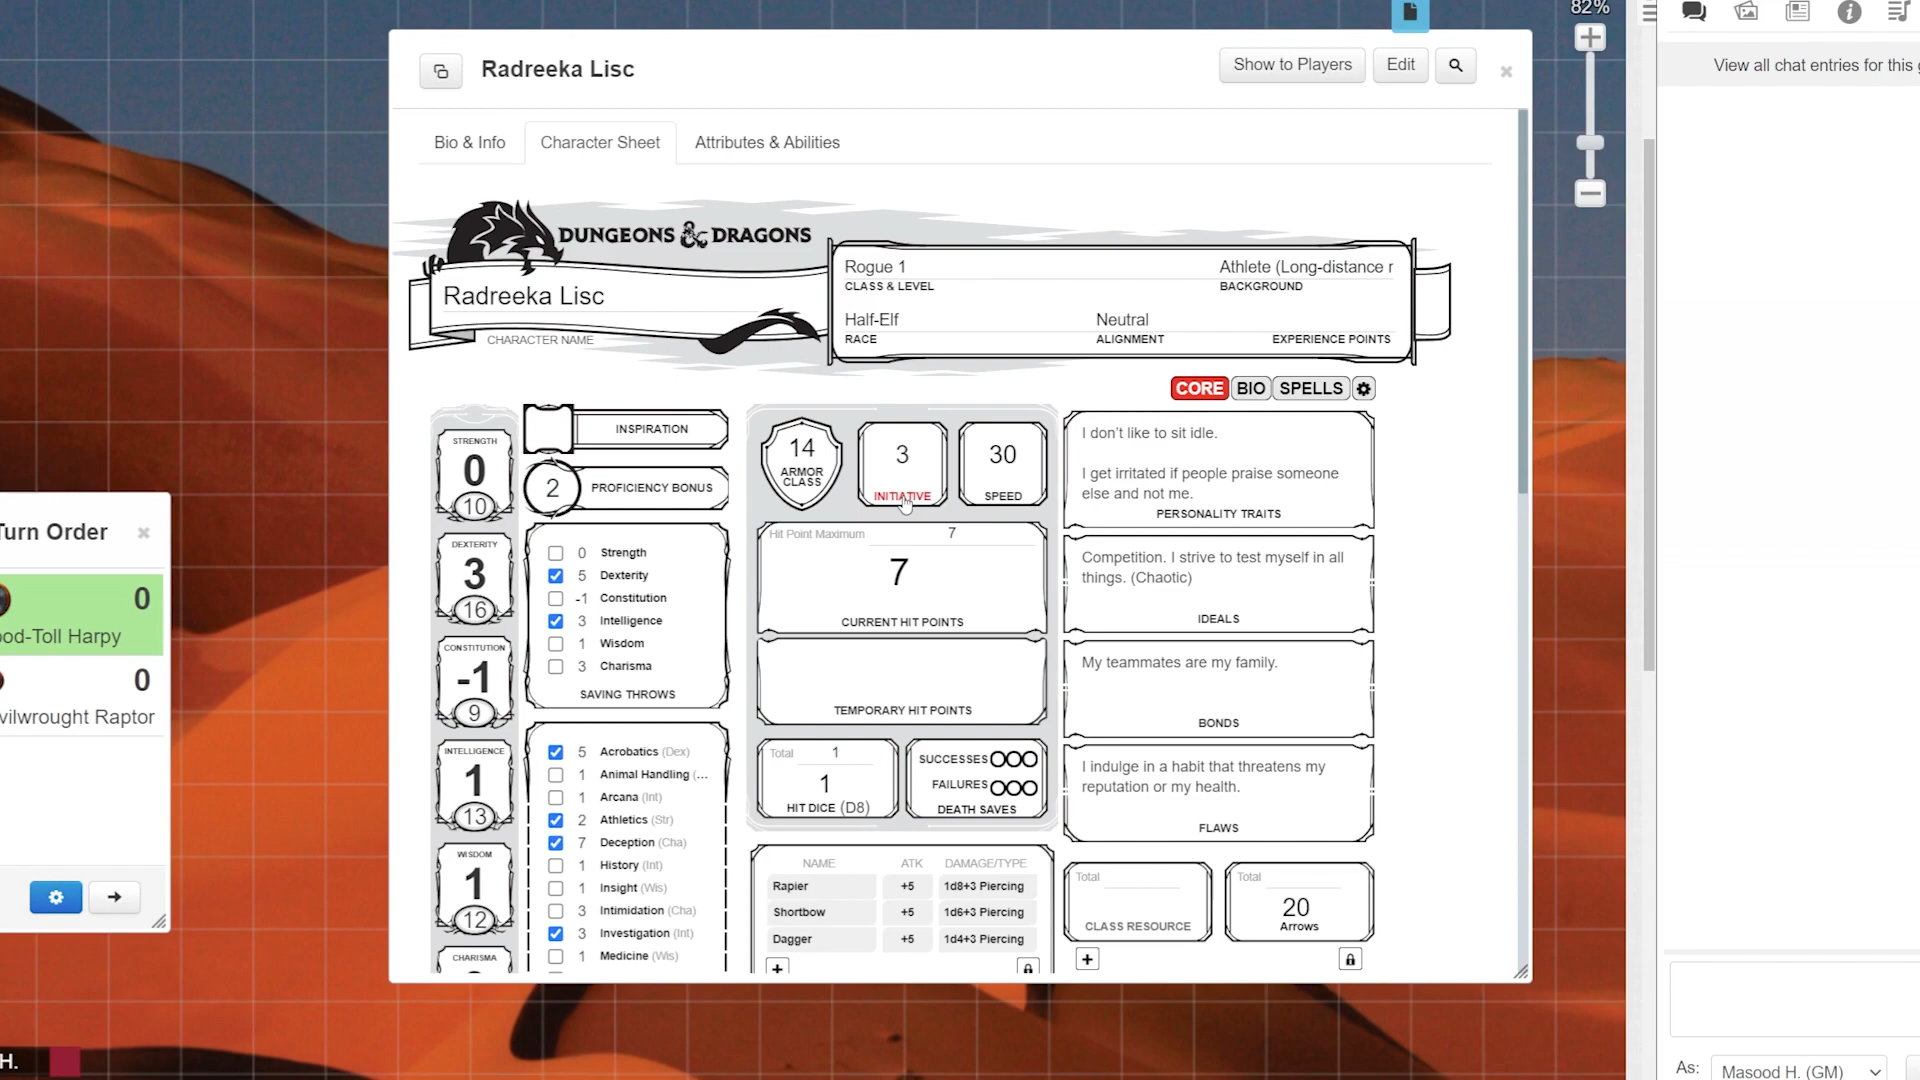 82%
Radreeka Lisc
Show to Players
Edit
View all chat entries for this
Bio & Info
Character Sheet
Attributes & Abilities
DUNGEONS & DRAGONS
Radreeka Lisc
CHARACTER NAME
Rogue 1
CLASS & LEVEL
Athlete (Long-distance r
BACKGROUND
Half-Elf
RACE
Neutral
ALIGNMENT
EXPERIENCE POINTS
CORE
BIO
SPELLS
STRENGTH
0
10
DEXTERITY
3
16
CONSTITUTION
-1
9
INTELLIGENCE
1
13
WISDOM
1
12
CHARISMA
INSPIRATION
2
PROFICIENCY BONUS
0 Strength
5 Dexterity
-1 Constitution
3 Intelligence
1 Wisdom
3 Charisma
SAVING THROWS
5 Acrobatics (Dex)
1 Animal Handling (...
1 Arcana (Int)
2 Athletics (Str)
7 Deception (Cha)
1 History (Int)
1 Insight (Wis)
3 Intimidation (Cha)
3 Investigation (Int)
1 Medicine (Wis)
14
ARMOR
CLASS
3
INITIATIVE
30
SPEED
Hit Point Maximum 7
7
CURRENT HIT POINTS
TEMPORARY HIT POINTS
Total 1
1
HIT DICE (D8)
SUCCESSES
FAILURES
DEATH SAVES
NAME ATK DAMAGE/TYPE
Rapier +5 1d8+3 Piercing
Shortbow +5 1d6+3 Piercing
Dagger +5 1d4+3 Piercing
I don't like to sit idle.
I get irritated if people praise someone
else and not me.
PERSONALITY TRAITS
Competition. I strive to test myself in all
things. (Chaotic)
IDEALS
My teammates are my family.
BONDS
I indulge in a habit that threatens my
reputation or my health.
FLAWS
Total
CLASS RESOURCE
Total
20
Arrows
Turn Order
0
ood-Toll Harpy
0
vilwrought Raptor
H.
As:
Masood H. (GM)